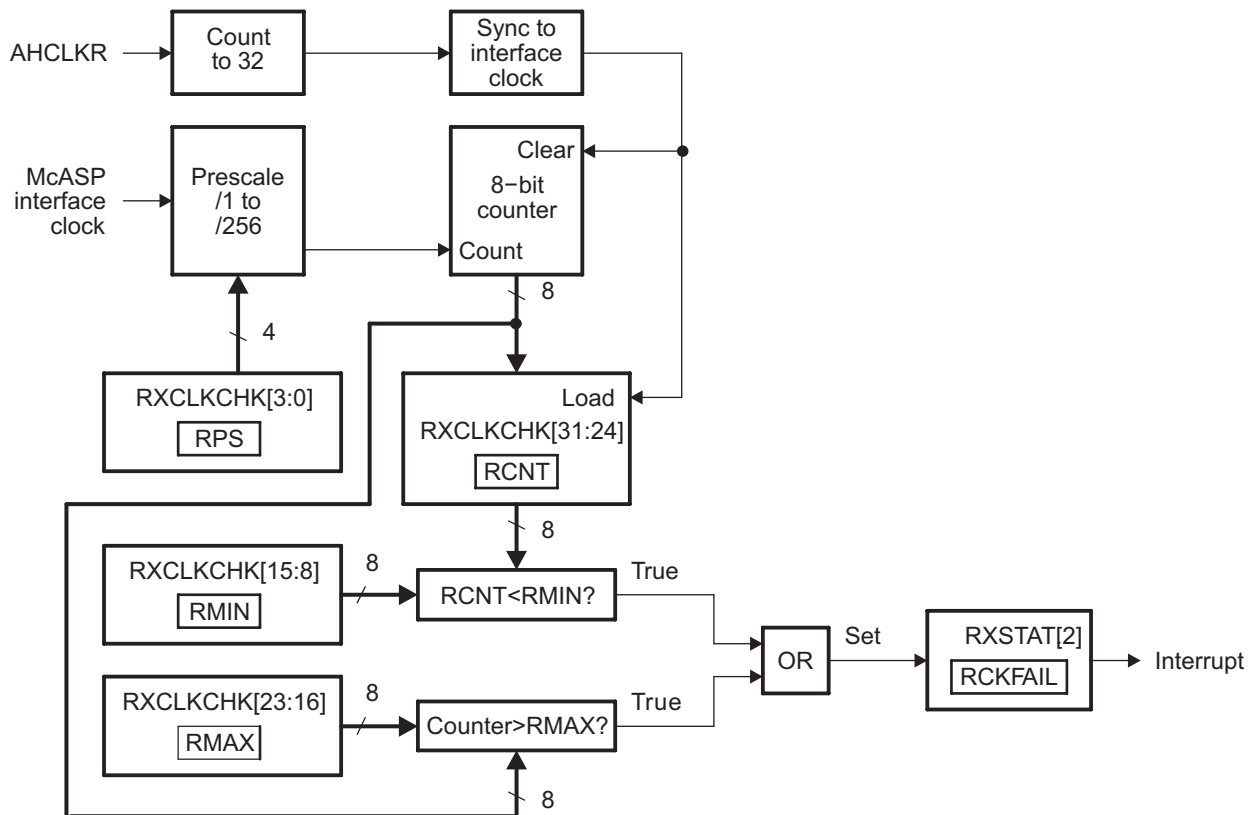 AHCLKR
Count
to 32
Sync to
interface
clock
McASP
interface
clock
Prescale
/1 to
/256
Clear
8−bit
counter
Count
8
4
RXCLKCHK[3:0]
RPS
Load
RXCLKCHK[31:24]
RCNT
8
RXCLKCHK[15:8]
RMIN
8
RCNT<RMIN?
True
RXCLKCHK[23:16]
RMAX
8
Counter>RMAX?
True
8
OR
Set
RXSTAT[2]
RCKFAIL
Interrupt